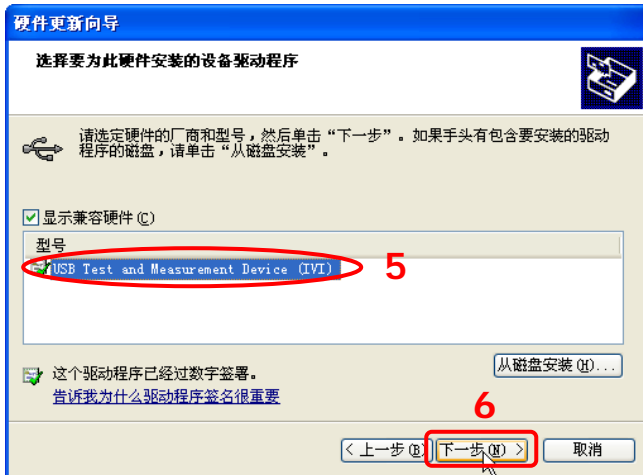 硬件更新向导
选择要为此硬件安装的设备驱动程序
请选定硬件的厂商和型号，然后单击“下一步”。如果手头有包含要安装的驱动
程序的磁盘，请单击“从磁盘安装”。
显示兼容硬件(C)
型号
USB Test and Measurement Device (IVI)
5
这个驱动程序已经过数字签署。
从磁盘安装(H)...
告诉我为什么驱动程序签名很重要
6
< 上一步(B)
下一步(N) >
取消